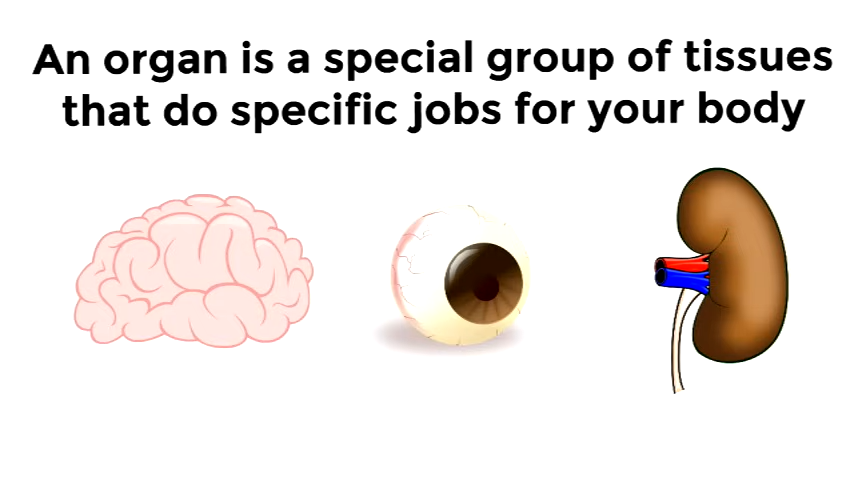 An organ is a special group of tissues
that do specific jobs for your body